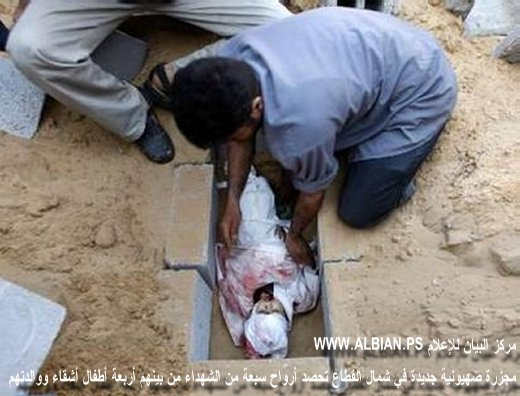 مركز البيان للإعلام WWW.ALBIAN.PS
مجزرة صهيونية جديدة في شمال القطاع تحصد أرواح سبعة من الشهداء من بينهم أربعة أطفال أشقاء ووالدتهم